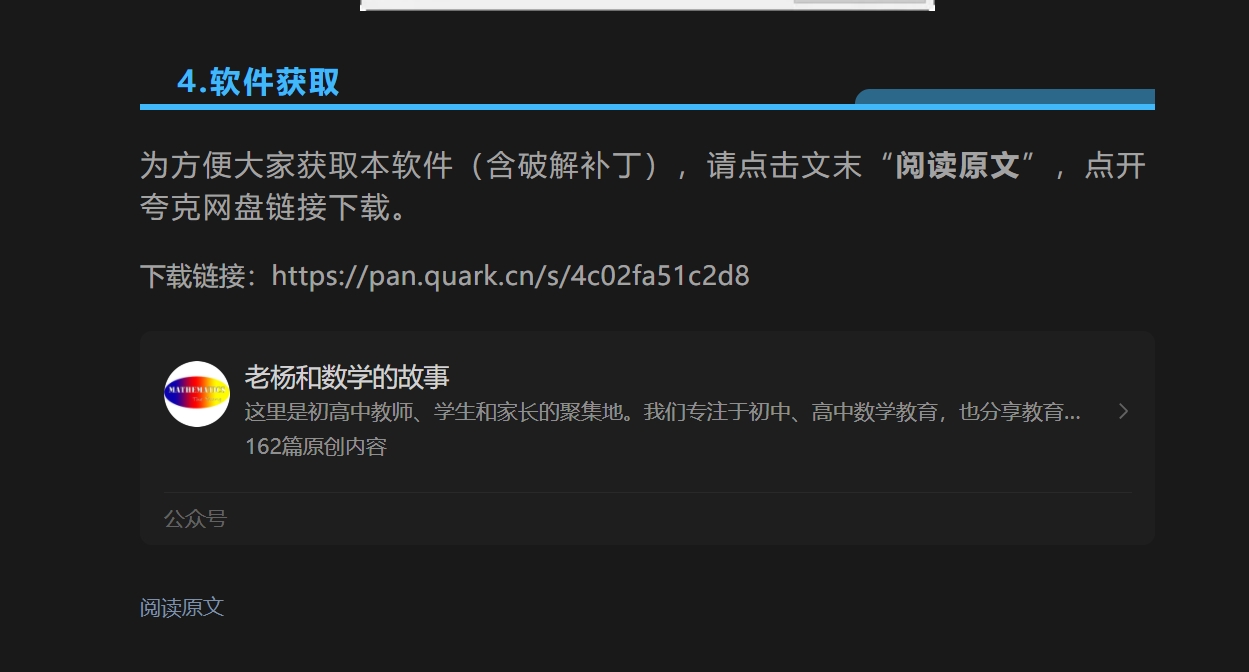 4.软件获取
为方便大家获取本软件（含破解补丁），请点击文末“阅读原文”，点开
夸克网盘链接下载。
下载链接：https://pan.quark.cn/s/4c02fa51c2d8
MATHEMATICS
老杨和数学的故事
这里是初高中教师、学生和家长的聚集地。我们专注于初中、高中数学教育，也分享教育...
162篇原创内容
公众号
阅读原文